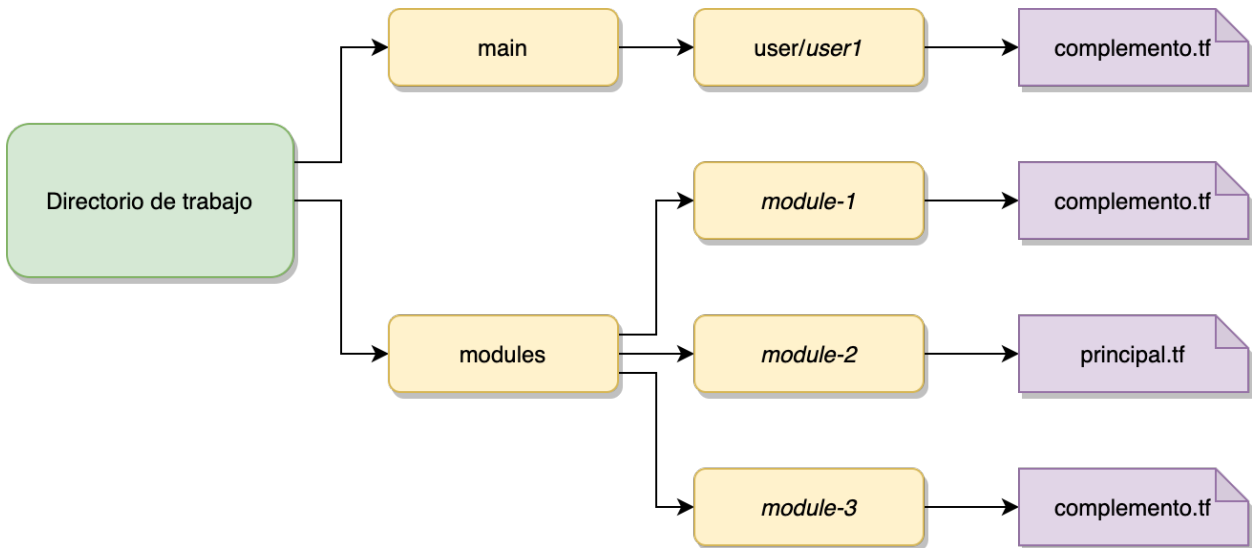 main
user/user1
complemento.tf
Directorio de trabajo
module-1
complemento.tf
modules
module-2
principal.tf
module-3
complemento.tf